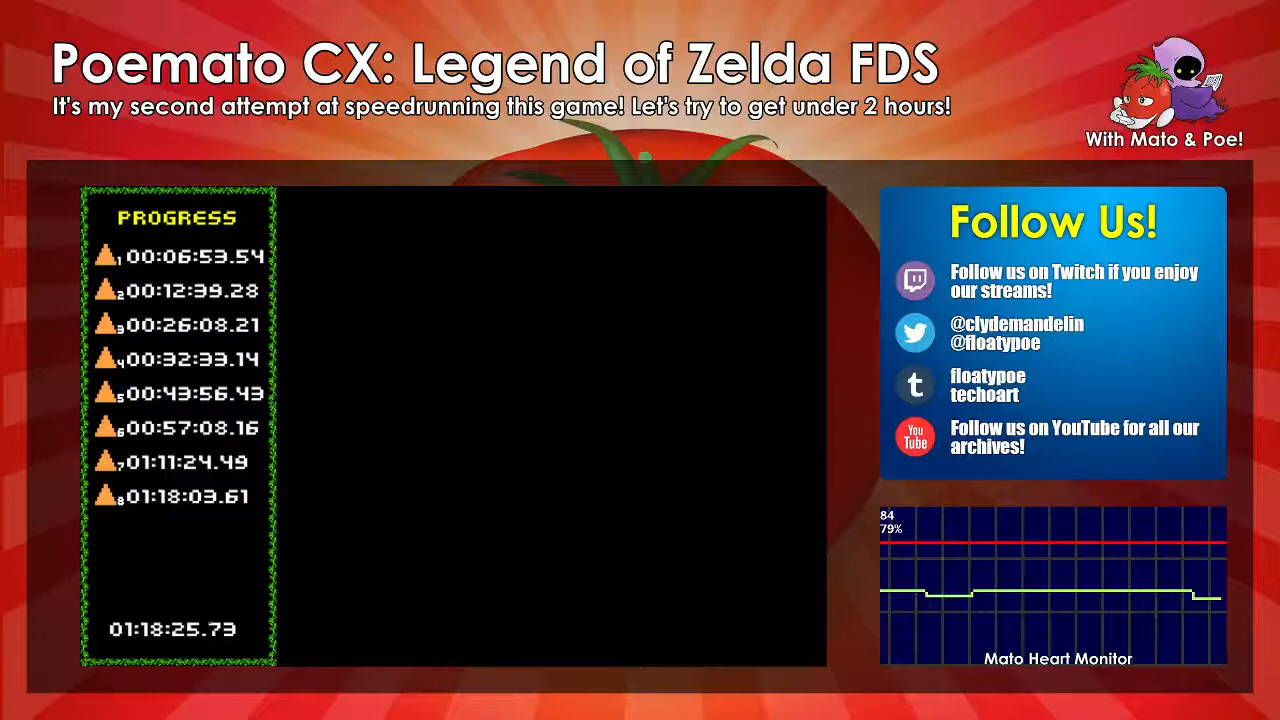 Poemato CX: Legend of Zelda FDS
It's my second attempt at speedrunning this game! Let's try to get under 2 hours!
With Mato & Poe!
PROGRESS
1 00:06:53.54
2 00:12:39.28
3 00:26:08.21
4 00:32:33.14
5 00:43:56.43
6 00:57:08.16
7 01:11:24.49
8 01:18:03.61
01:18:25.73
Follow Us!
Follow us on Twitch if you enjoy
our streams!
@clydemandelin
@floatypoe
t
floatypoe
techoart
You
Tube
Follow us on YouTube for all our
archives!
84
79%
Mato Heart Monitor